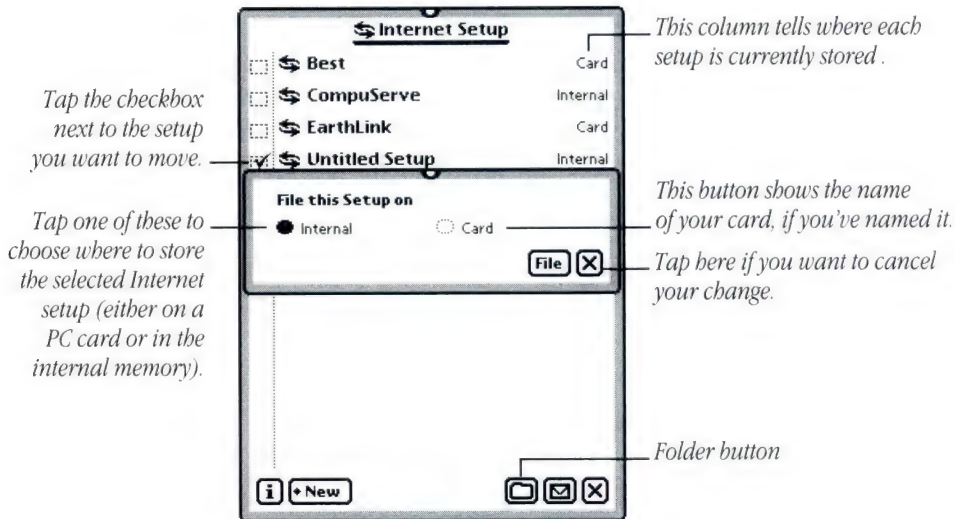 Internet Setup
Best Card
CompuServe Internal
EarthLink Card
Untitled Setup Internal
File this Setup on
Internal Card
File X
i New
X
Tap the checkbox
next to the setup
you want to move.
Tap one of these to
choose where to store
the selected Internet
setup (either on a
PC card or in the
internal memory).
This column tells where each
setup is currently stored .
This button shows the name
of your card, if you've named it.
Tap here if you want to cancel
your change.
Folder button